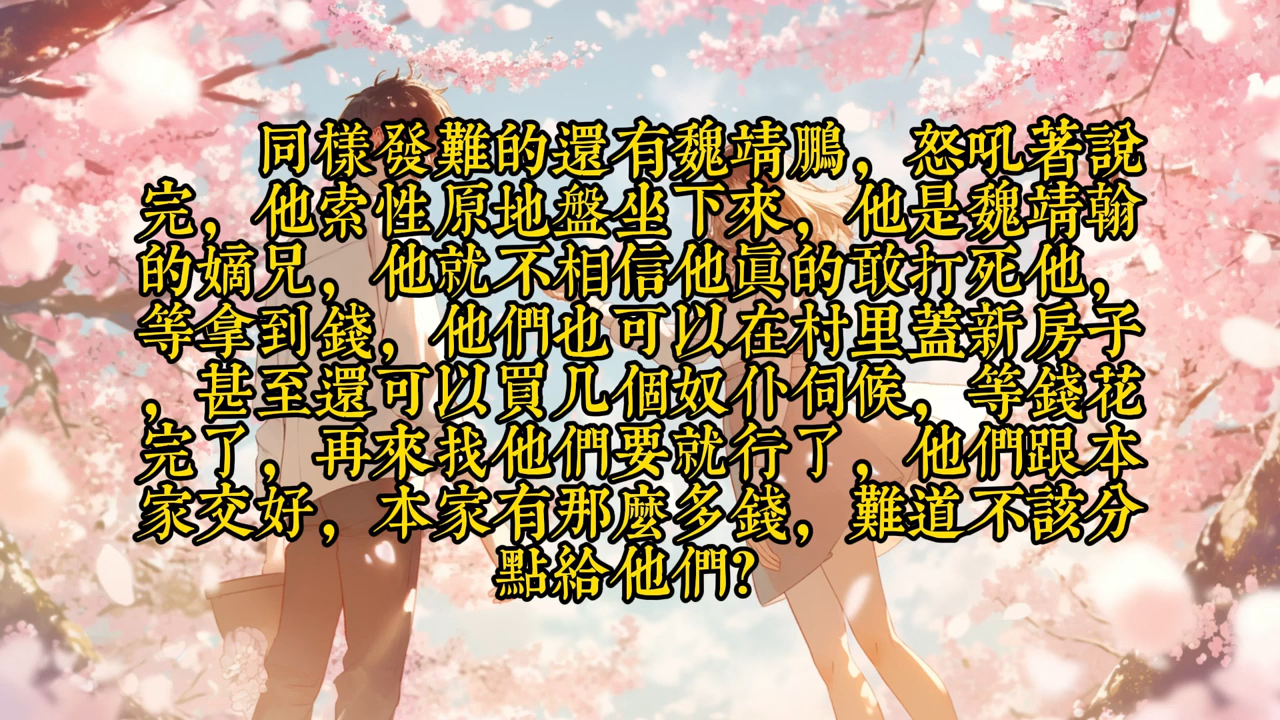 同樣發難的還有魏靖鵬，怒吼著說
完，他索性原地盤坐下來，他是魏靖翰
的嫡兄，他就不相信他眞的敢打死他，
等拿到錢，他們也可以在村里蓋新房子
，甚至還可以買几個奴仆伺候，等錢花
完了，再來找他們要就行了，他們跟本
家交好，本家有那麼多錢，難道不該分
點給他們？